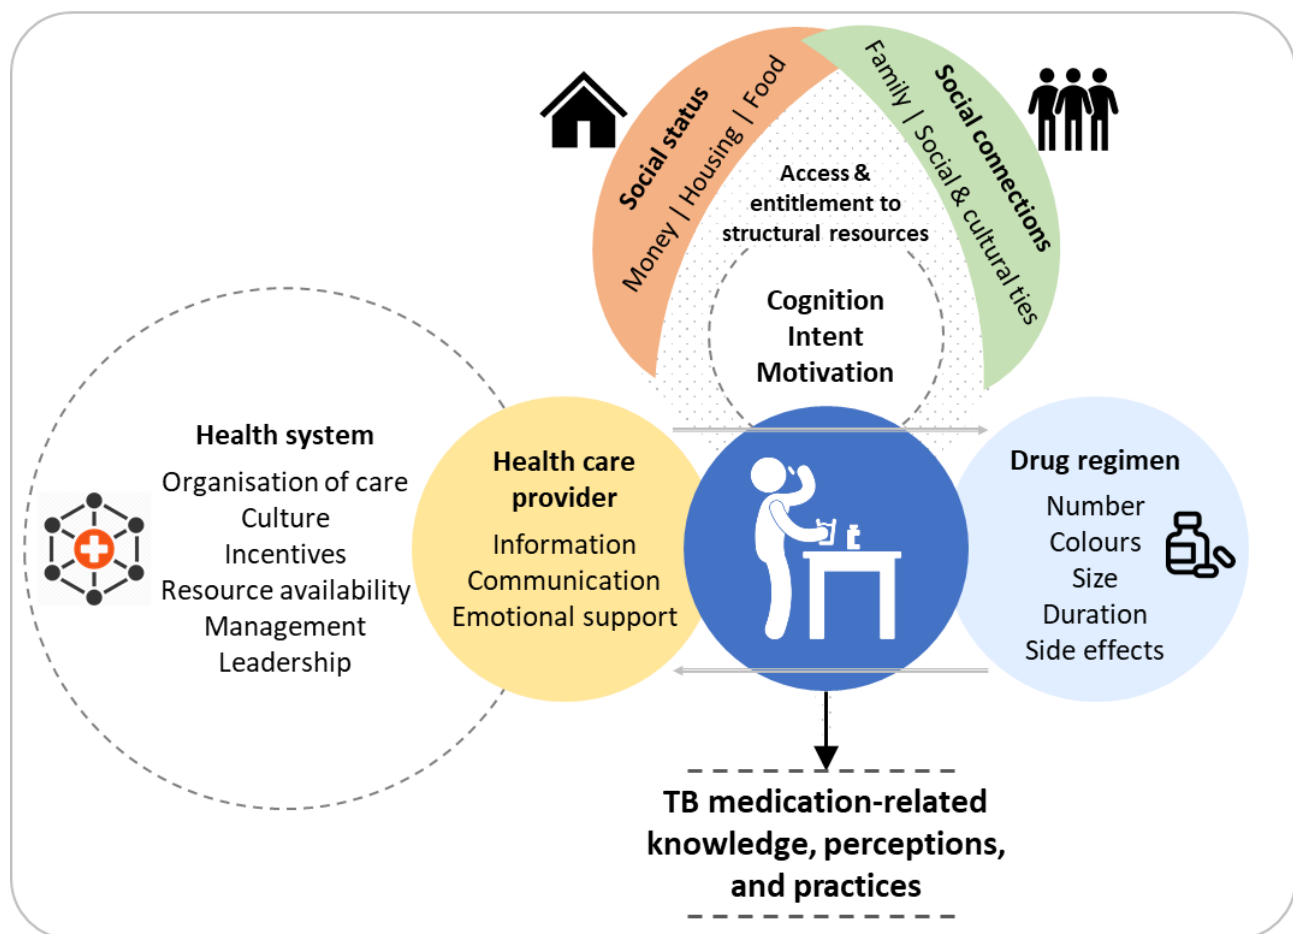 Social status
Money | Housing | Food
Social connections
Family | Social & cultural ties
Access &
entitlement to
structural resources
Cognition
Intent
Motivation
Health system
Organisation of care
Culture
Incentives
Resource availability
Management
Leadership
Health care
provider
Information
Communication
Emotional support
Drug regimen
Number
Colours
Size
Duration
Side effects
TB medication-related
knowledge, perceptions,
and practices